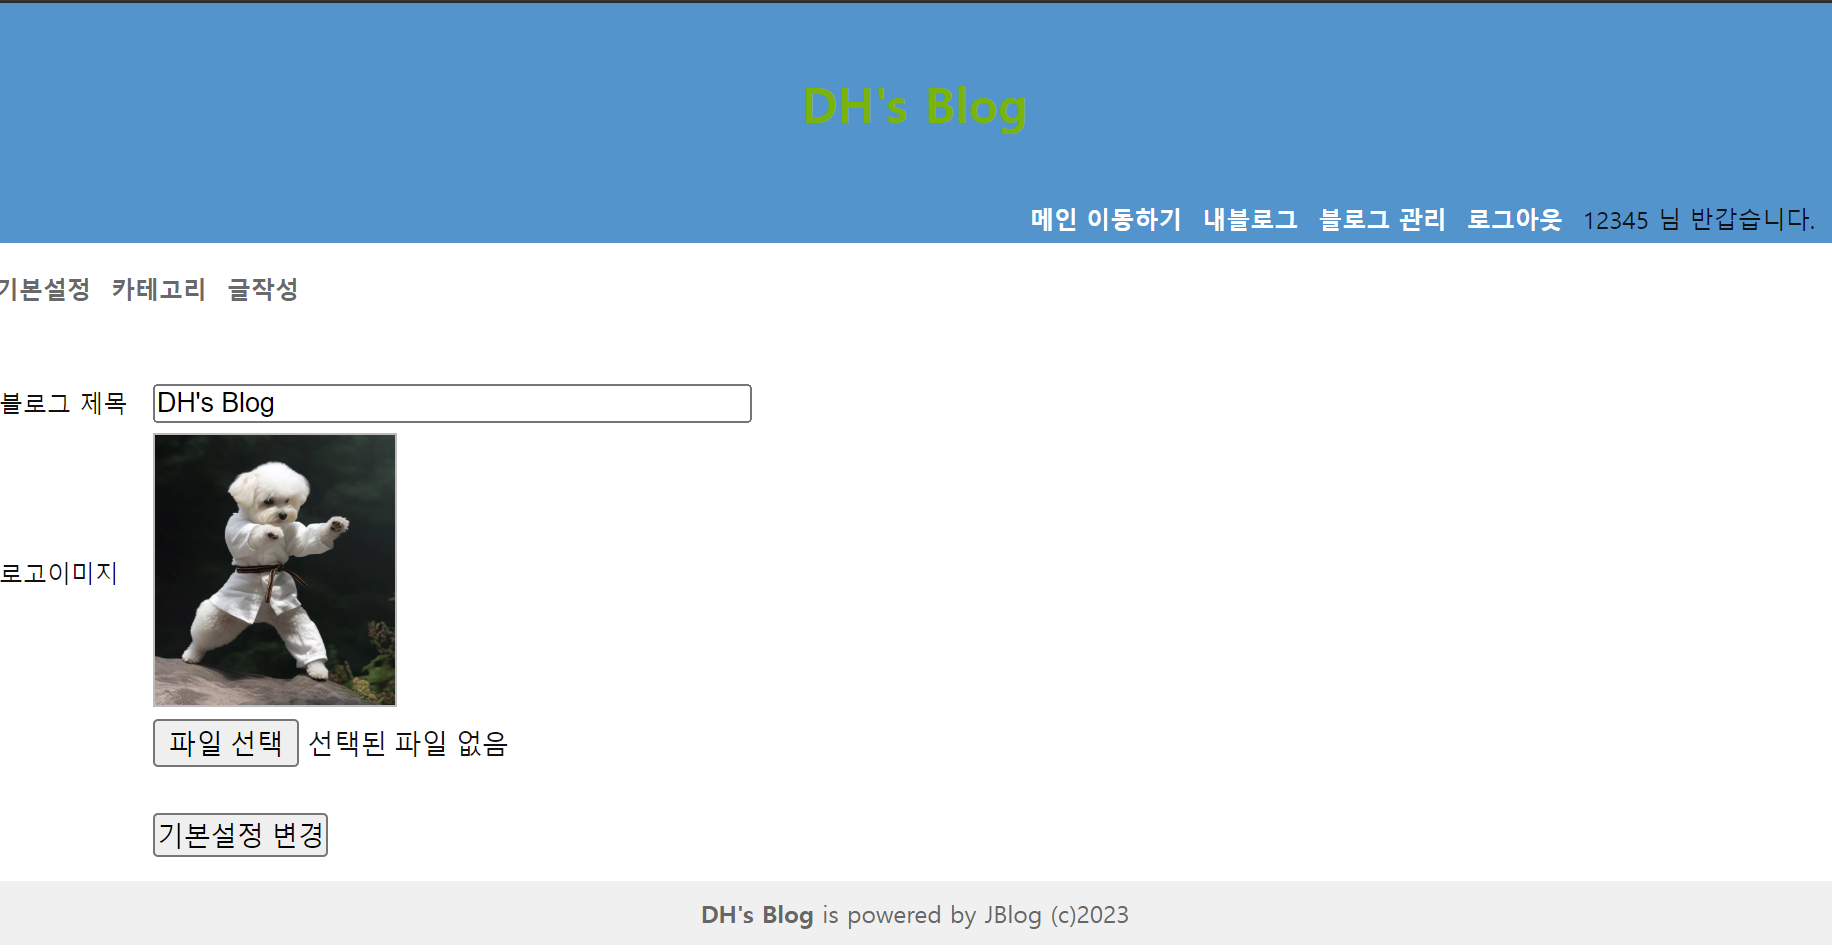 DH's Blog
메인 이동하기 내블로그 블로그 관리 로그아웃 12345 님 반갑습니다.
기본설정 카테고리 글작성
블로그 제목 DH's Blog
로고이미지
파일 선택 선택된 파일 없음
기본설정 변경
DH's Blog is powered by JBlog (c)2023